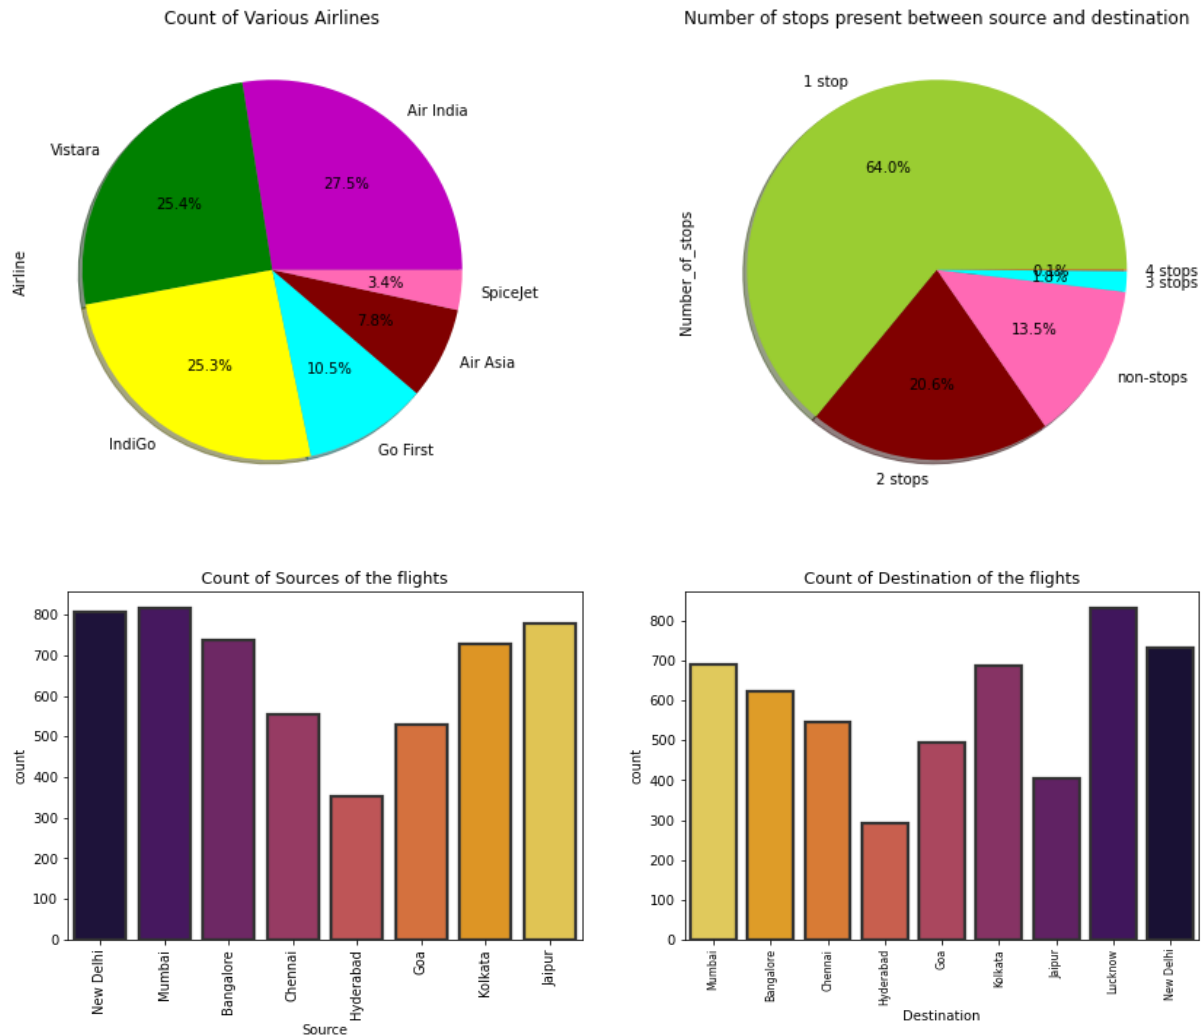 Count of Various Airlines
Air India
Vistara
27.5%
25.4%
Airline
3.4%
SpiceJet
7.8%
Air Asia
25.3%
10.5%
IndiGo
Go First
Number of stops present between source and destination
1 stop
64.0%
Number_of_stops
0.1%
4 stops
1.8%
3 stops
13.5%
non-stops
20.6%
2 stops
Count of Sources of the flights
count
800
700
600
500
400
300
200
100
0
New Delhi
Mumbai
Bangalore
Chennai
Hyderabad
Goa
Kolkata
Jaipur
Source
Count of Destination of the flights
count
800
700
600
500
400
300
200
100
0
Mumbai
Bangalore
Chennai
Hyderabad
Goa
Kolkata
Jaipur
Lucknow
New Delhi
Destination